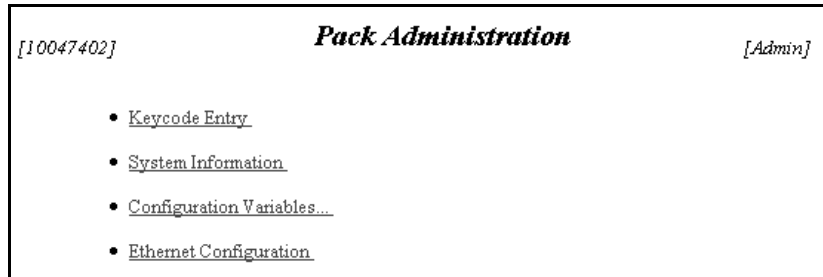 [10047402] Pack Administration [Admin]
Keycode Entry
System Information
Configuration Variables...
Ethernet Configuration